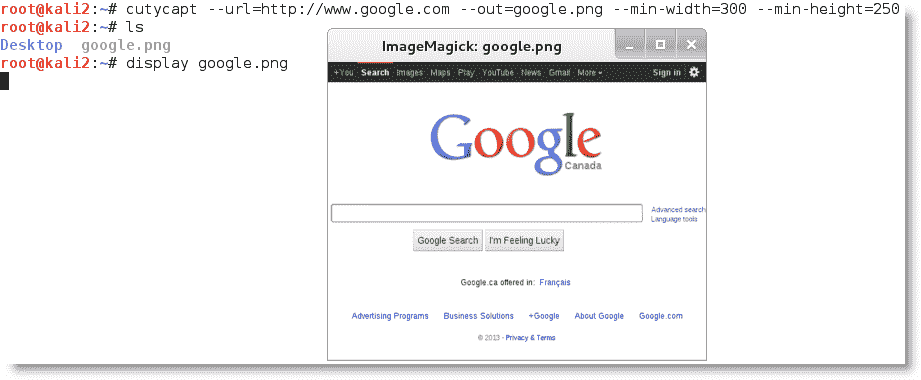 root@kali2:~# cutycapt --url=http://www.google.com --out=google.png --min-width=300 --min-height=250
root@kali2:~# ls
Desktop google.png
root@kali2:~# display google.png
ImageMagick: google.png
+You Search Images Maps Play YouTube News Gmail More Sign in
Google
Canada
Advanced search
Language tools
Google Search I'm Feeling Lucky
Google.ca offered in: Français
Advertising Programs Business Solutions +Google About Google Google.com
© 2013 - Privacy & Terms